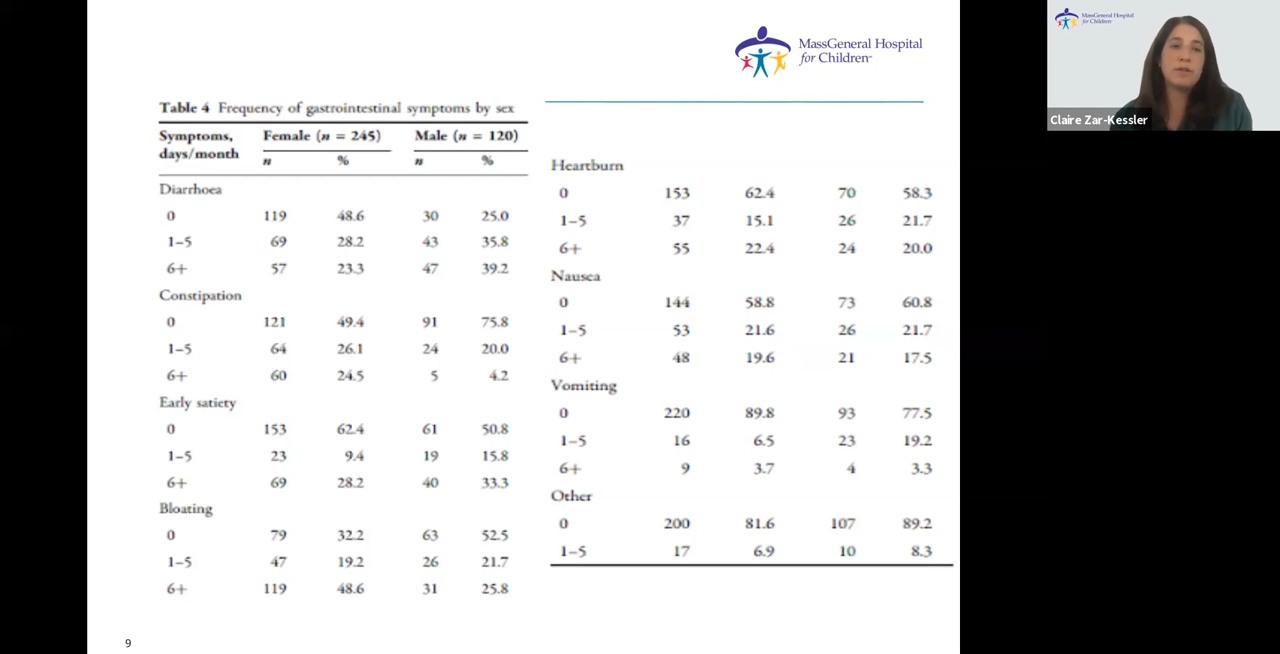 MassGeneral Hospital
for Children™
Table 4 Frequency of gastrointestinal symptoms by sex
Symptoms, days/month Female (n = 245) Male (n = 120)
n % n %
Diarrhoea
0 119 48.6 30 25.0
1–5 69 28.2 43 35.8
6+ 57 23.3 47 39.2
Constipation
0 121 49.4 91 75.8
1–5 64 26.1 24 20.0
6+ 60 24.5 5 4.2
Early satiety
0 153 62.4 61 50.8
1–5 23 9.4 19 15.8
6+ 69 28.2 40 33.3
Bloating
0 79 32.2 63 52.5
1–5 47 19.2 26 21.7
6+ 119 48.6 31 25.8
Heartburn
0 153 62.4 70 58.3
1–5 37 15.1 26 21.7
6+ 55 22.4 24 20.0
Nausea
0 144 58.8 73 60.8
1–5 53 21.6 26 21.7
6+ 48 19.6 21 17.5
Vomiting
0 220 89.8 93 77.5
1–5 16 6.5 23 19.2
6+ 9 3.7 4 3.3
Other
0 200 81.6 107 89.2
1–5 17 6.9 10 8.3
9
MassGeneral Hospital
for Children
Claire Zar-Kessler